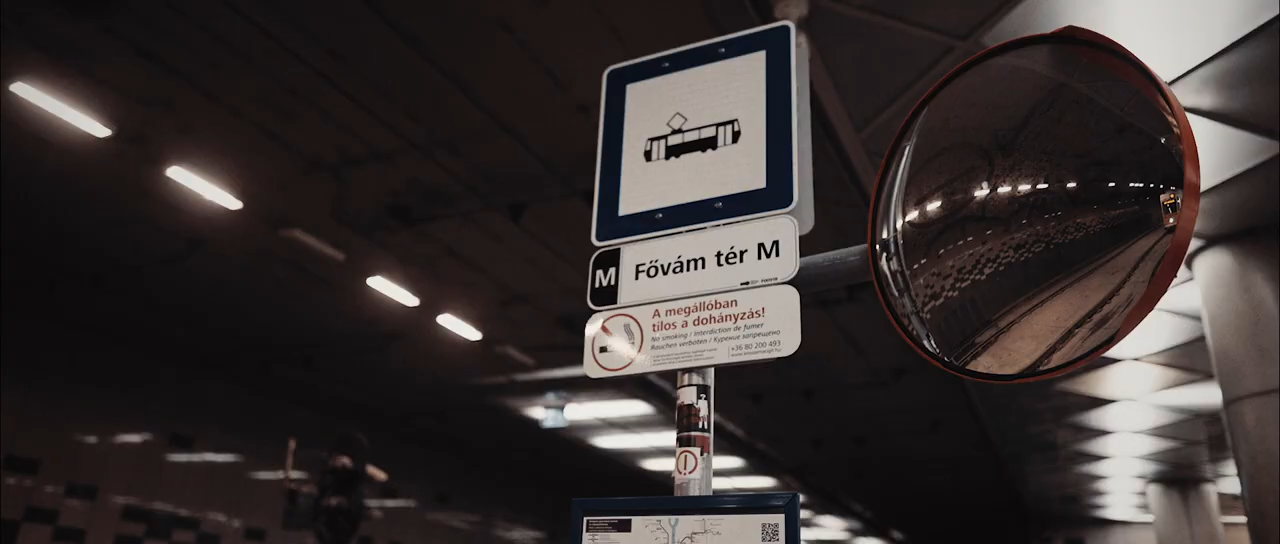 M Fővám tér M
A megállóban
tilos a dohányzás!
No smoking / Interdiction de fumer
Rauchen verboten / Курение запрещено
+36 80 200 493